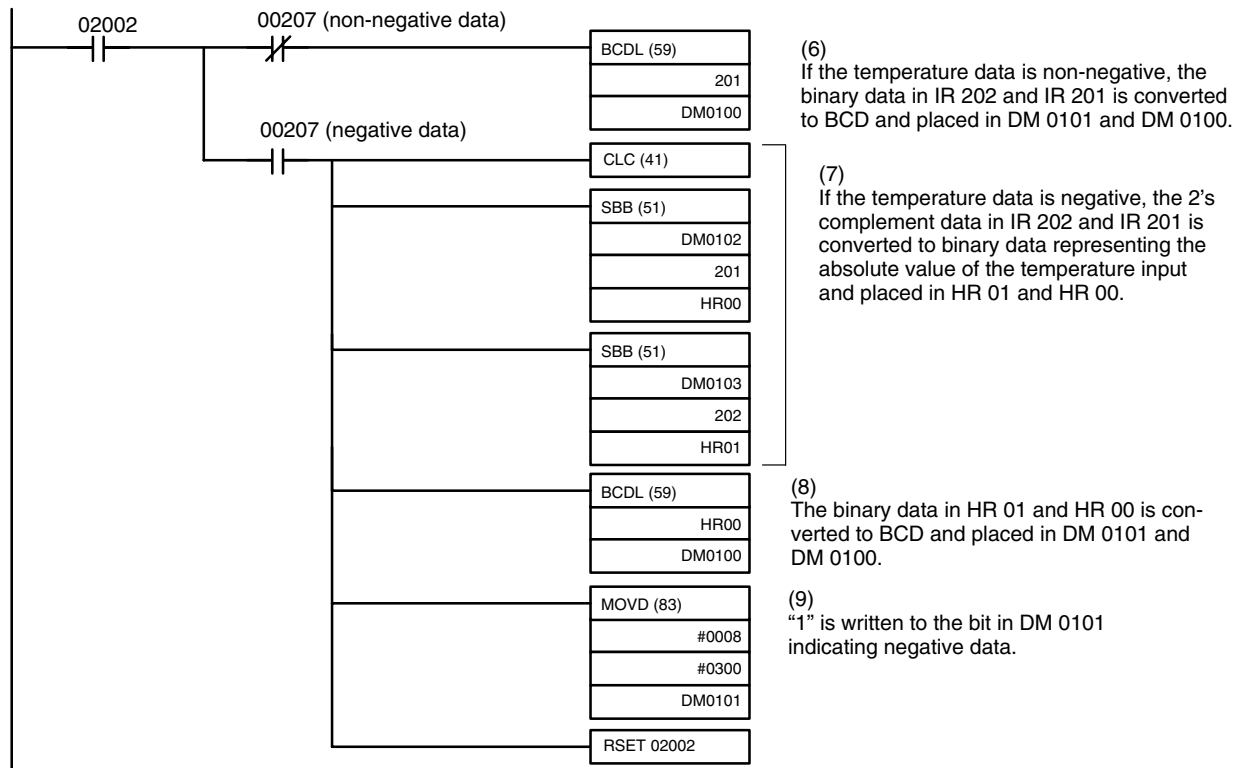 02002
00207 (non-negative data)
BCDL (59)
201
DM0100
(6)
If the temperature data is non-negative, the
binary data in IR 202 and IR 201 is converted
to BCD and placed in DM 0101 and DM 0100.
00207 (negative data)
CLC (41)
SBB (51)
DM0102
201
HR00
SBB (51)
DM0103
202
HR01
(7)
If the temperature data is negative, the 2’s
complement data in IR 202 and IR 201 is
converted to binary data representing the
absolute value of the temperature input
and placed in HR 01 and HR 00.
BCDL (59)
HR00
DM0100
(8)
The binary data in HR 01 and HR 00 is con-
verted to BCD and placed in DM 0101 and
DM 0100.
MOVD (83)
#0008
#0300
DM0101
(9)
“1” is written to the bit in DM 0101
indicating negative data.
RSET 02002